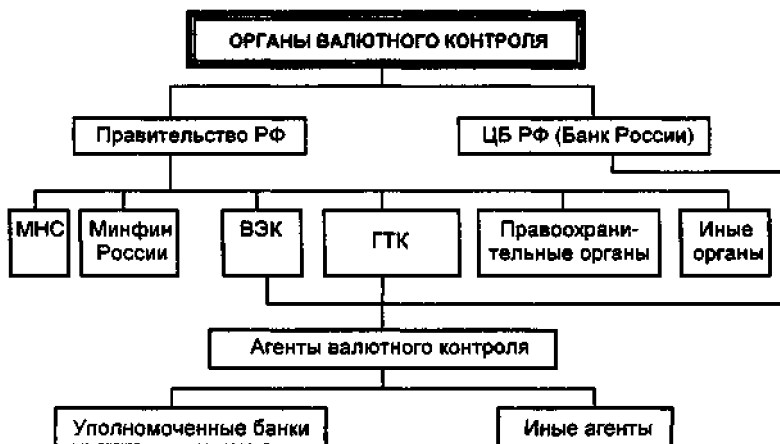 ОРГАНЫ ВАЛЮТНОГО КОНТРОЛЯ
Правительство РФ
ЦБ РФ (Банк России)
МНС
Минфин
России
ВЭК
ГТК
Правоохрани-
тельные органы
Иные
органы
Агенты валютного контроля
Уполномоченные банки
Иные агенты